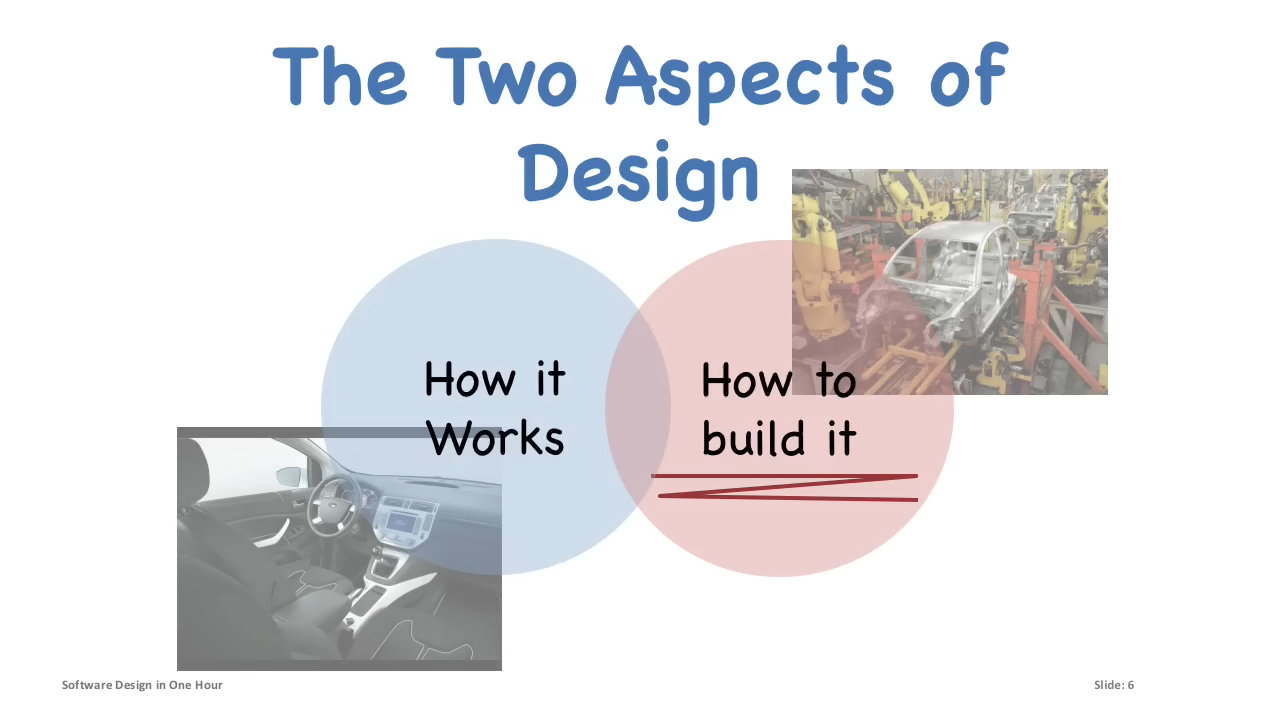 The Two Aspects of
Design
How it
Works
How to
build it
Software Design in One Hour
Slide: 6